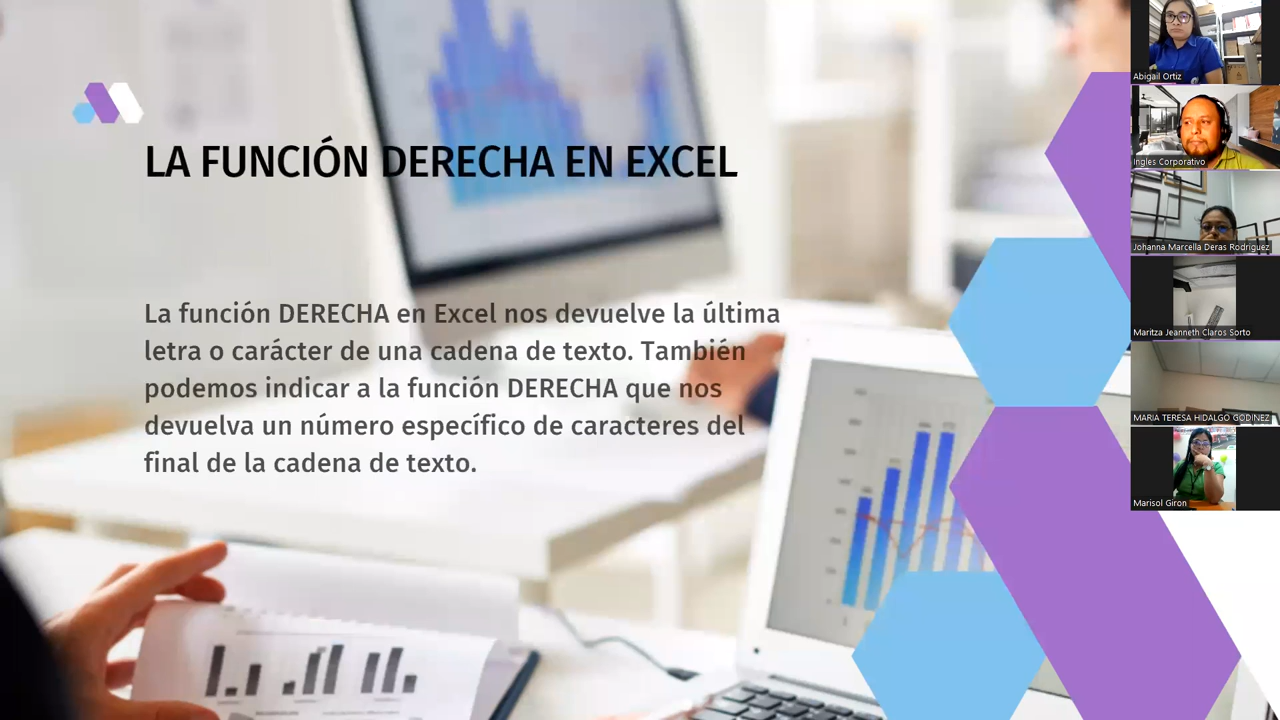 LA FUNCIÓN DERECHA EN EXCEL
La función DERECHA en Excel nos devuelve la última
letra o carácter de una cadena de texto. También
podemos indicar a la función DERECHA que nos
devuelva un número específico de caracteres del
final de la cadena de texto.
Abigail Ortiz
Ingles Corporativo
Johanna Marcella Deras Rodriguez
Maritza Jeanneth Claros Sorto
MARIA TERESA HIDALGO GODINEZ
Marisol Giron